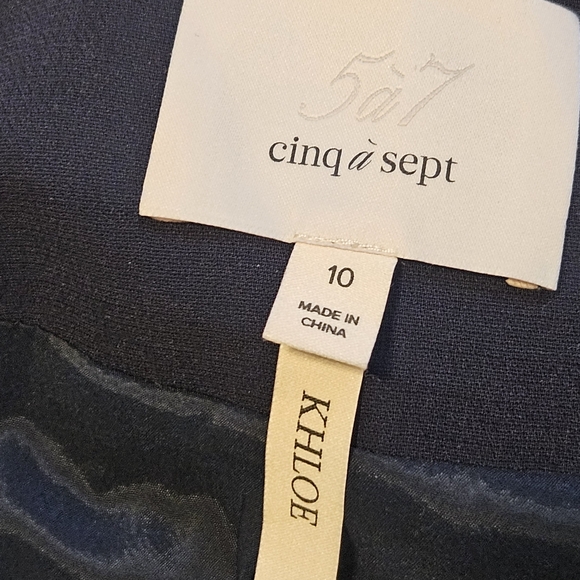 5à7
cinq à sept
10
MADE IN
CHINA
KHLOE